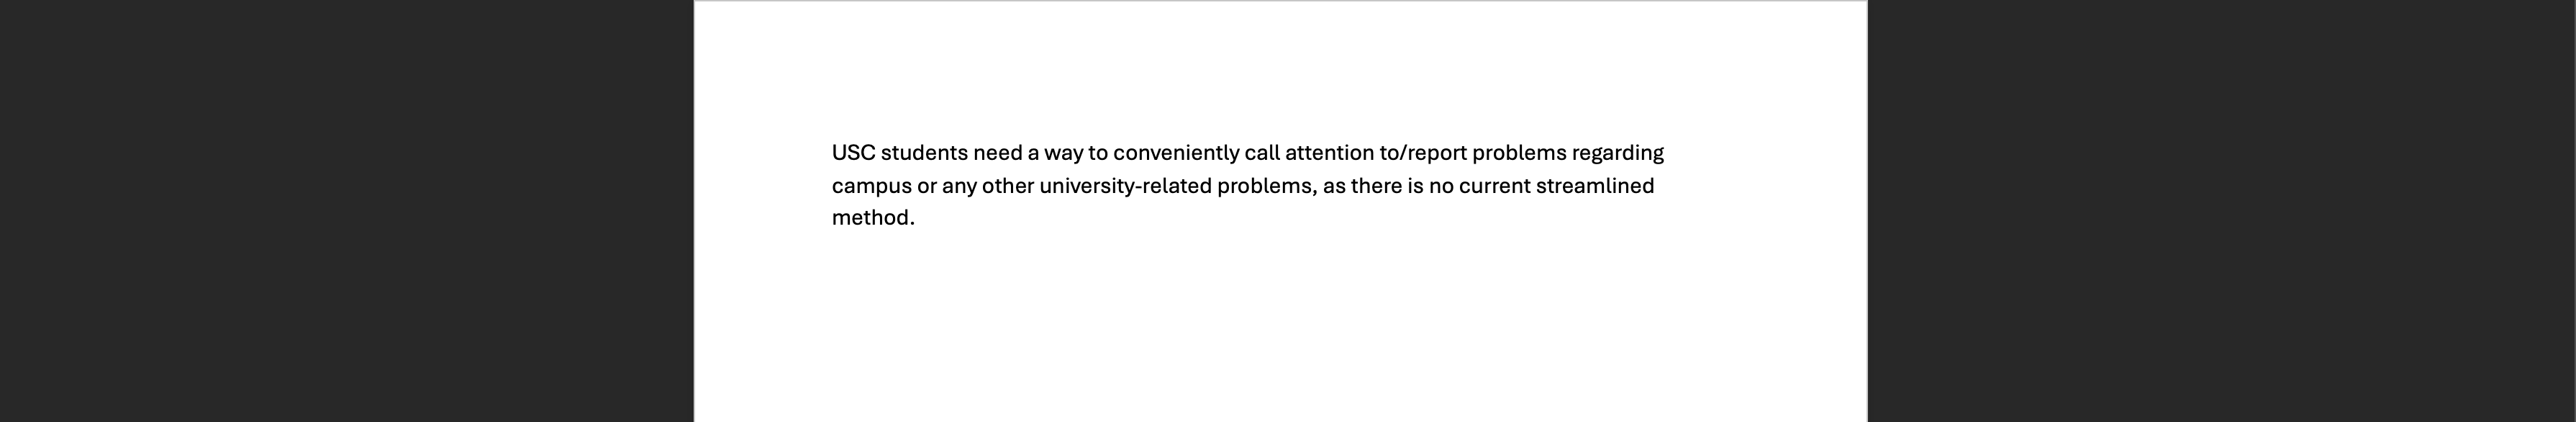 USC students need a way to conveniently call attention to/report problems regarding
campus or any other university-related problems, as there is no current streamlined
method.